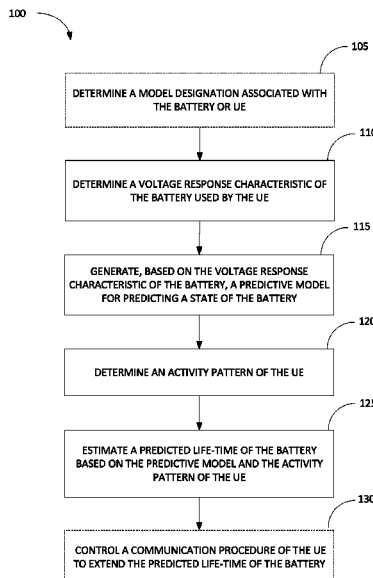 100
105
DETERMINE A MODEL DESIGNATION ASSOCIATED WITH
THE BATTERY OR UE
110
DETERMINE A VOLTAGE RESPONSE CHARACTERISTIC OF
THE BATTERY USED BY THE UE
115
GENERATE, BASED ON THE VOLTAGE RESPONSE
CHARACTERISTIC OF THE BATTERY, A PREDICTIVE MODEL
FOR PREDICTING A STATE OF THE BATTERY
120
DETERMINE AN ACTIVITY PATTERN OF THE UE
125
ESTIMATE A PREDICTED LIFE-TIME OF THE BATTERY
BASED ON THE PREDICTIVE MODEL AND THE ACTIVITY
PATTERN OF THE UE
130
CONTROL A COMMUNICATION PROCEDURE OF THE UE
TO EXTEND THE PREDICTED LIFE-TIME OF THE BATTERY